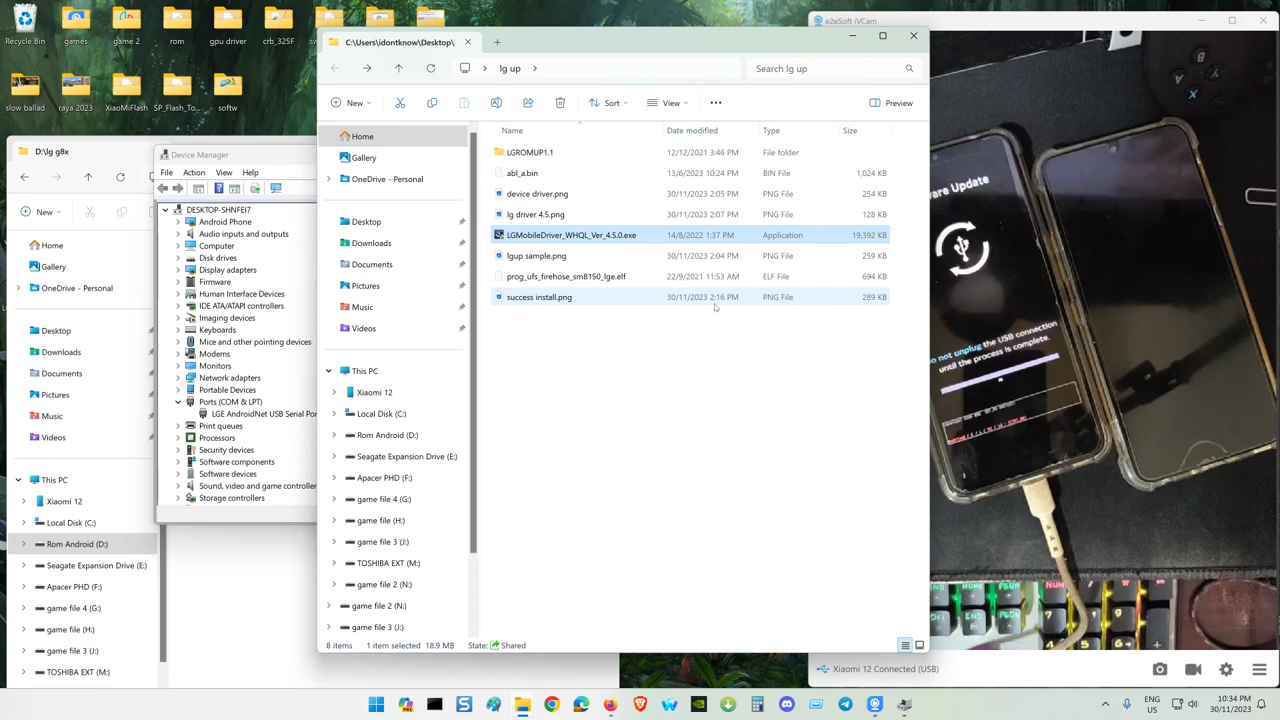 Recycle Bin
games
game 2
rom
gpu driver
crb_325F
slow ballad
raya 2023
XiaoMiFlash
SP_Flash_To...
softw
D:\lg g8x
New
Home
Gallery
OneDrive - Personal
Desktop
Downloads
Documents
Pictures
Music
Videos
This PC
Xiaomi 12
Local Disk (C:)
Rom Android (D:)
Seagate Expansion Drive (E:)
Apacer PHD (F:)
game file 4 (G:)
game file (H:)
game file 3 (J:)
TOSHIBA EXT (M:)
Device Manager
File Action View Help
DESKTOP-SHNFEI7
Android Phone
Audio inputs and outputs
Computer
Disk drives
Display adapters
Firmware
Human Interface Devices
IDE ATA/ATAPI controllers
Imaging devices
Keyboards
Mice and other pointing devices
Modems
Monitors
Network adapters
Portable Devices
Ports (COM & LPT)
LGE AndroidNet USB Serial Por
Print queues
Processors
Security devices
Software components
Software devices
Sound, video and game controller
Storage controllers
C:\Users\idontknow\Desktop\
lg up
Search lg up
New
Sort
View
Preview
Home
Gallery
OneDrive - Personal
Desktop
Downloads
Documents
Pictures
Music
Videos
This PC
Xiaomi 12
Local Disk (C:)
Rom Android (D:)
Seagate Expansion Drive (E:)
Apacer PHD (F:)
game file 4 (G:)
game file (H:)
game file 3 (J:)
TOSHIBA EXT (M:)
game file 2 (N:)
game file 2 (N:)
game file 3 (J:)
Name Date modified Type Size
LGROMUP1.1 12/12/2021 3:46 PM File folder
abl_a.bin 13/6/2023 10:24 PM BIN File 1,024 KB
device driver.png 30/11/2023 2:05 PM PNG File 254 KB
lg driver 4.5.png 30/11/2023 2:07 PM PNG File 128 KB
LGMobileDriver_WHQL_Ver_4.5.0.exe 14/8/2022 1:37 PM Application 19,392 KB
lgup sample.png 30/11/2023 2:04 PM PNG File 259 KB
prog_ufs_firehose_sm8150_lge.elf 22/9/2021 11:53 AM ELF File 694 KB
success install.png 30/11/2023 2:16 PM PNG File 289 KB
8 items 1 item selected 18.9 MB State: Shared
e2eSoft iVCam
Y
A
X
ware Update
o not unplug the USB connection
until the process is complete.
Xiaomi 12 Connected (USB)
ENG
US
10:34 PM
30/11/2023